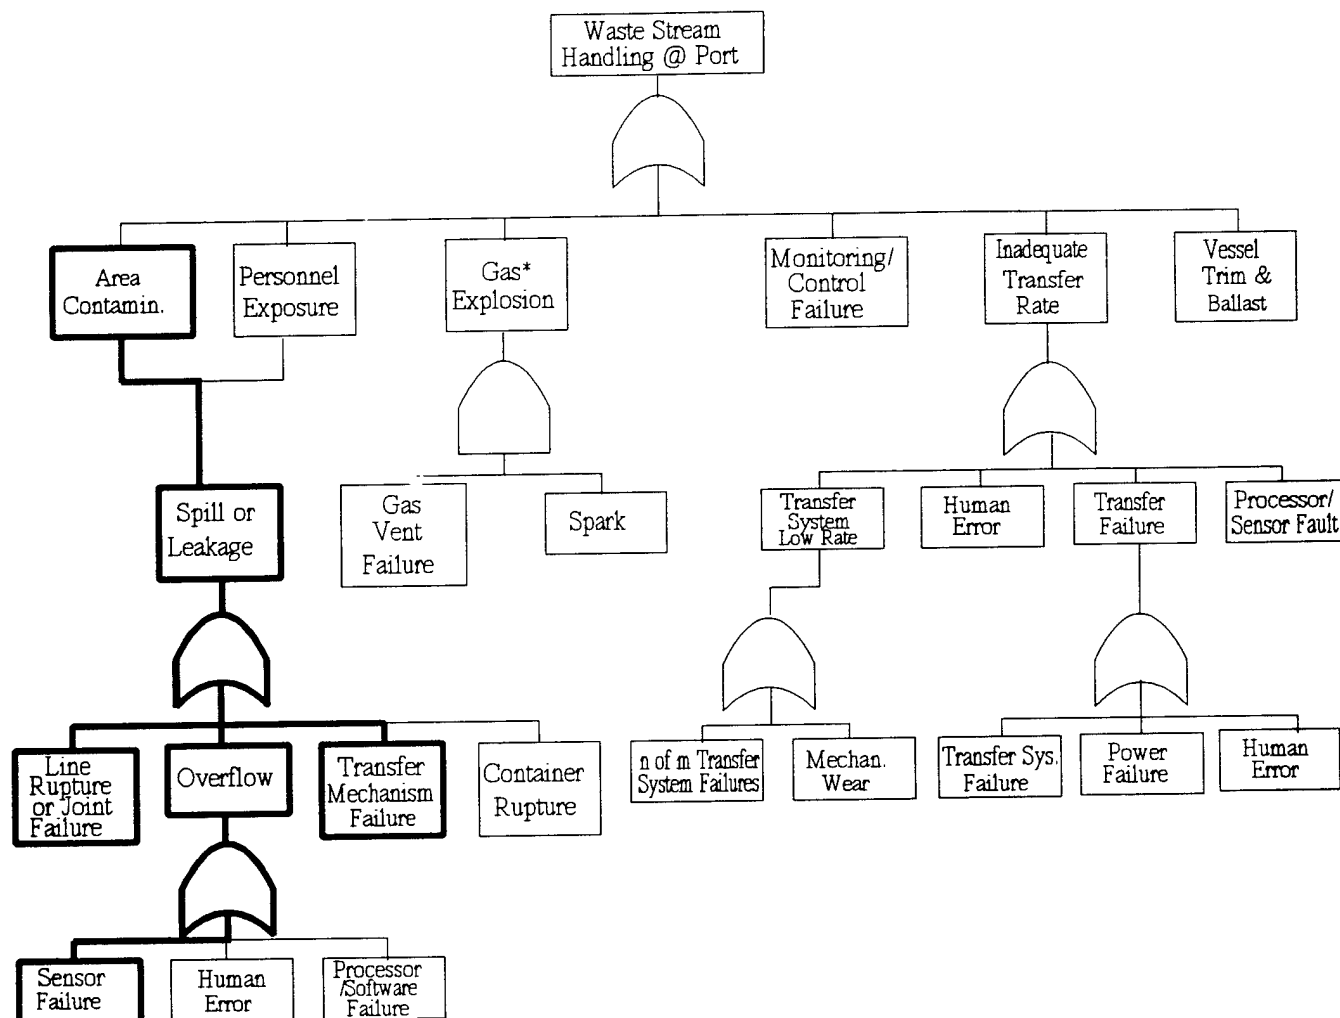 Waste Stream
Handling @ Port
Area
Contamin.
Personnel
Exposure
Gas*
Explosion
Monitoring/
Control
Failure
Inadequate
Transfer
Rate
Vessel
Trim &
Ballast
Spill or
Leakage
Gas
Vent
Failure
Spark
Transfer
System
Low Rate
Human
Error
Transfer
Failure
Processor/
Sensor Fault
Line
Rupture
or Joint
Failure
Overflow
Transfer
Mechanism
Failure
Container
Rupture
n of m Transfer
System Failures
Mechan.
Wear
Transfer Sys.
Failure
Power
Failure
Human
Error
Sensor
Failure
Human
Error
Processor
/Software
Failure